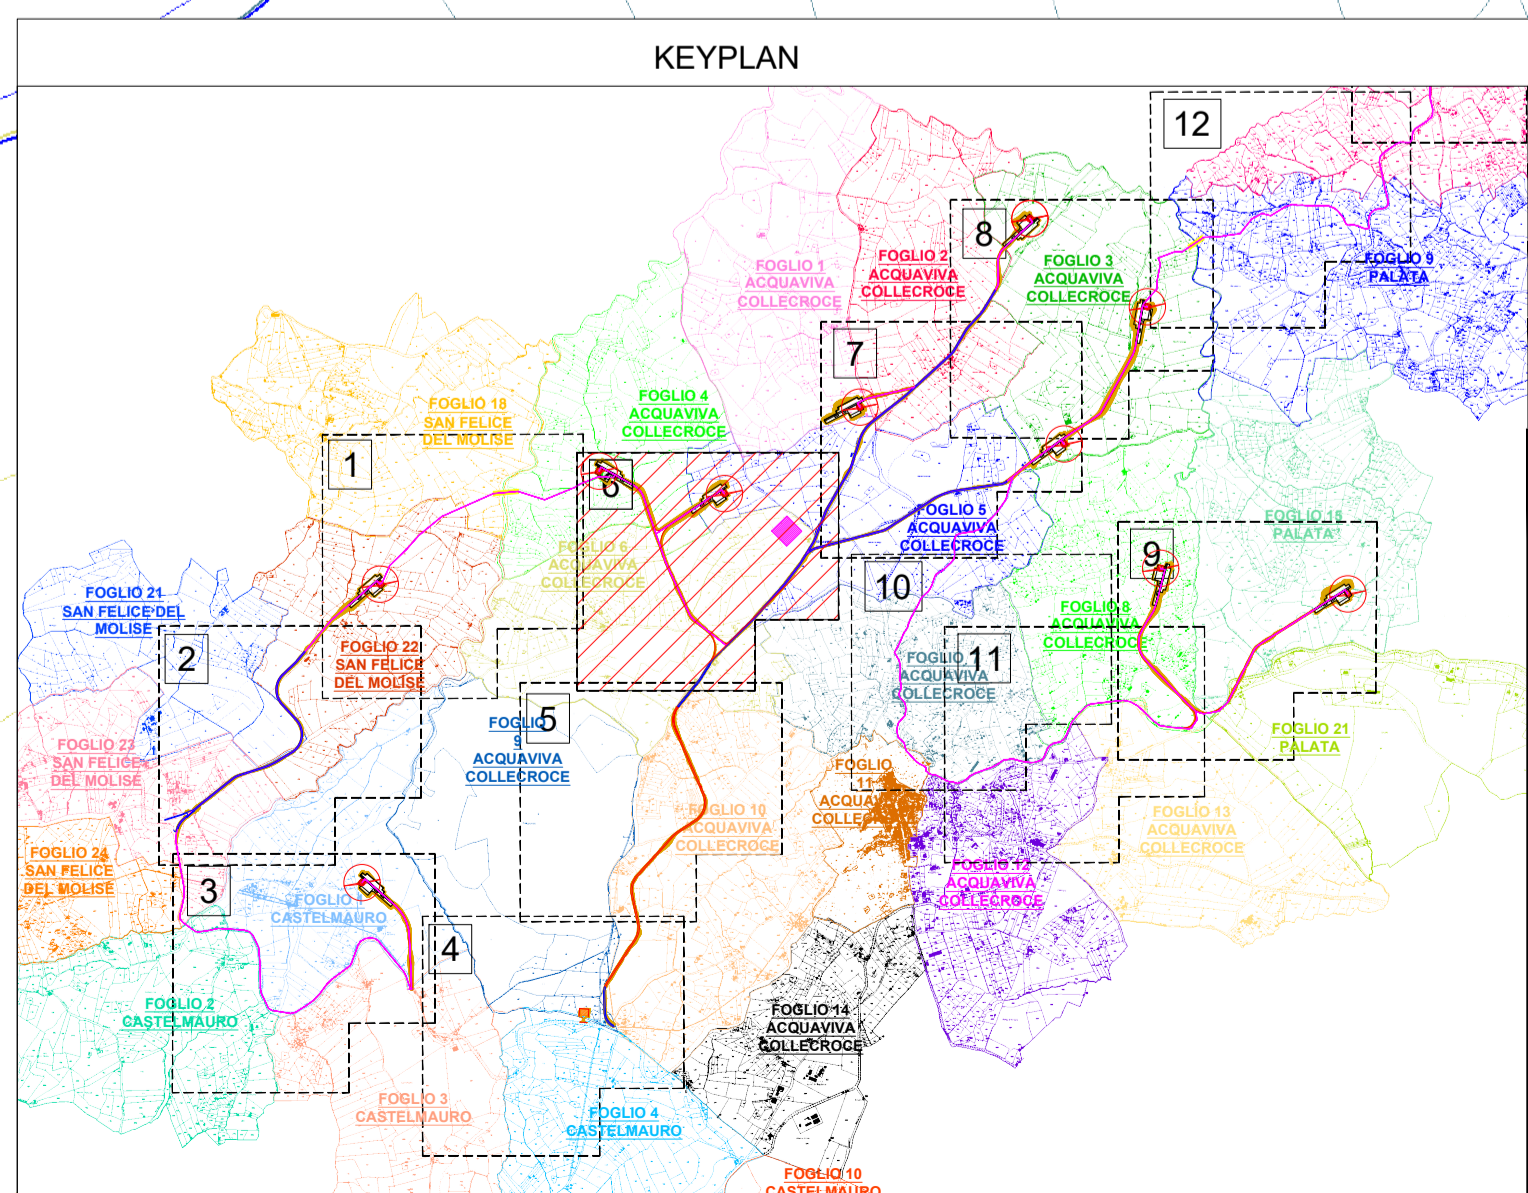 KEYPLAN
12
8
FOGLIO 1
ACQUAVIVA
COLLECROCE
FOGLIO 2
ACQUAVIVA
COLLECROCE
FOGLIO 3
ACQUAVIVA
COLLECROCE
FOGLIO 9
PALATA
7
FOGLIO 18
SAN FELICE
DEL MOLISE
FOGLIO 4
ACQUAVIVA
COLLECROCE
1
6
FOGLIO 5
ACQUAVIVA
COLLECROCE
FOGLIO 15
PALATA
FOGLIO 6
ACQUAVIVA
COLLECROCE
9
10
FOGLIO 21
SAN FELICE DEL
MOLISE
FOGLIO 8
ACQUAVIVA
COLLECROCE
2
FOGLIO 22
SAN FELICE
DEL MOLISE
FOGLIO
ACQUAVIVA
COLLECROCE
11
5
FOGLIO
9
ACQUAVIVA
COLLECROCE
FOGLIO 21
PALATA
FOGLIO 23
SAN FELICE
DEL MOLISE
FOGLIO
11
ACQUAV
COLLEC
FOGLIO 10
ACQUAVIVA
COLLECROCE
FOGLIO 13
ACQUAVIVA
COLLECROCE
FOGLIO 24
SAN FELICE
DEL MOLISE
3
FOGLIO 12
ACQUAVIVA
COLLECROCE
FOGLIO
CASTELMAURO
4
FOGLIO 2
CASTELMAURO
FOGLIO 14
ACQUAVIVA
COLLECROCE
FOGLIO 3
CASTELMAURO
FOGLIO 4
CASTELMAURO
FOGLIO 10
CASTELMAURO